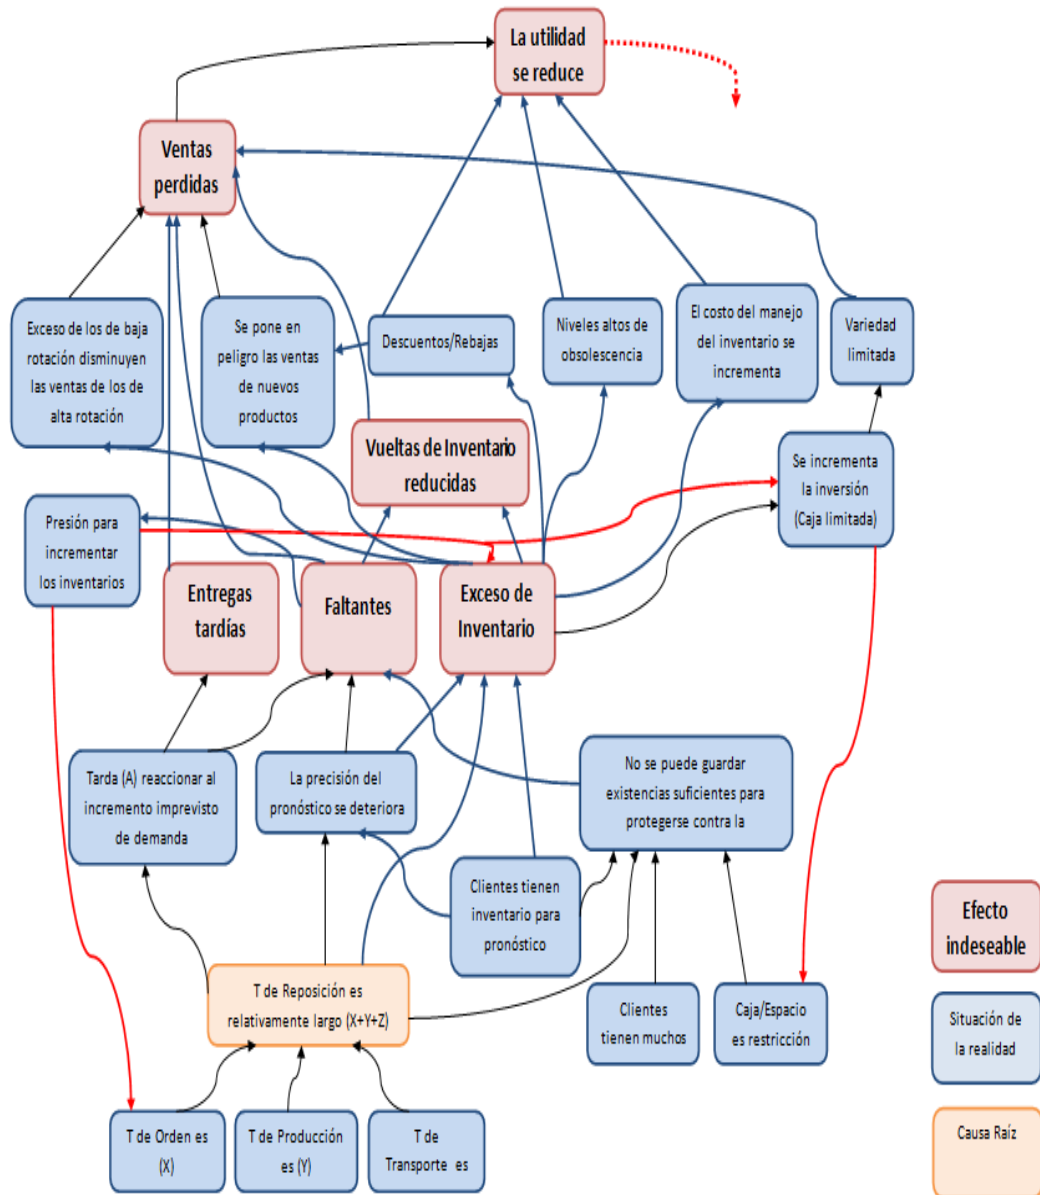 La utilidad
se reduce
Ventas
perdidas
Exceso de los de baja
rotación disminuyen
las ventas de los de
alta rotación
Se pone en
peligro las ventas
de nuevos
productos
Descuentos/Rebajas
Niveles altos de
obsolescencia
El costo del manejo
del inventario se
incrementa
Variedad
limitada
Vueltas de Inventario
reducidas
Se incrementa
la inversión
(Caja limitada)
Presión para
incrementar
los inventarios
Entregas
tardías
Faltantes
Exceso de
Inventario
Tarda (A) reaccionar al
incremento imprevisto
de demanda
La precisión del
pronóstico se deteriora
No se puede guardar
existencias suficientes para
protegerse contra la
Clientes tienen
inventario para
pronóstico
T de Reposición es
relativamente largo (X+Y+Z)
Clientes
tienen muchos
Caja/Espacio
es restricción
T de Orden es
(X)
T de Producción
es (Y)
T de
Transporte es
Efecto
indeseable
Situación de
la realidad
Causa Raíz